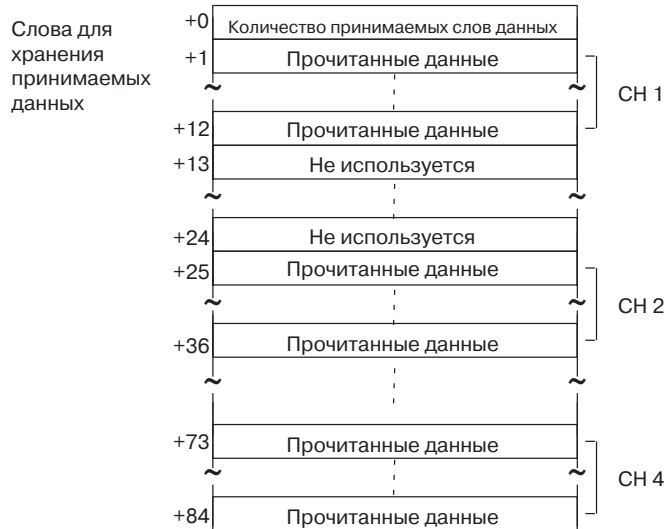 Слова для
хранения
принимаемых
данных
+0 Количество принимаемых слов данных
+1 Прочитанные данные
CH 1
+12 Прочитанные данные
+13 Не используется
+24 Не используется
+25 Прочитанные данные
CH 2
+36 Прочитанные данные
+73 Прочитанные данные
CH 4
+84 Прочитанные данные